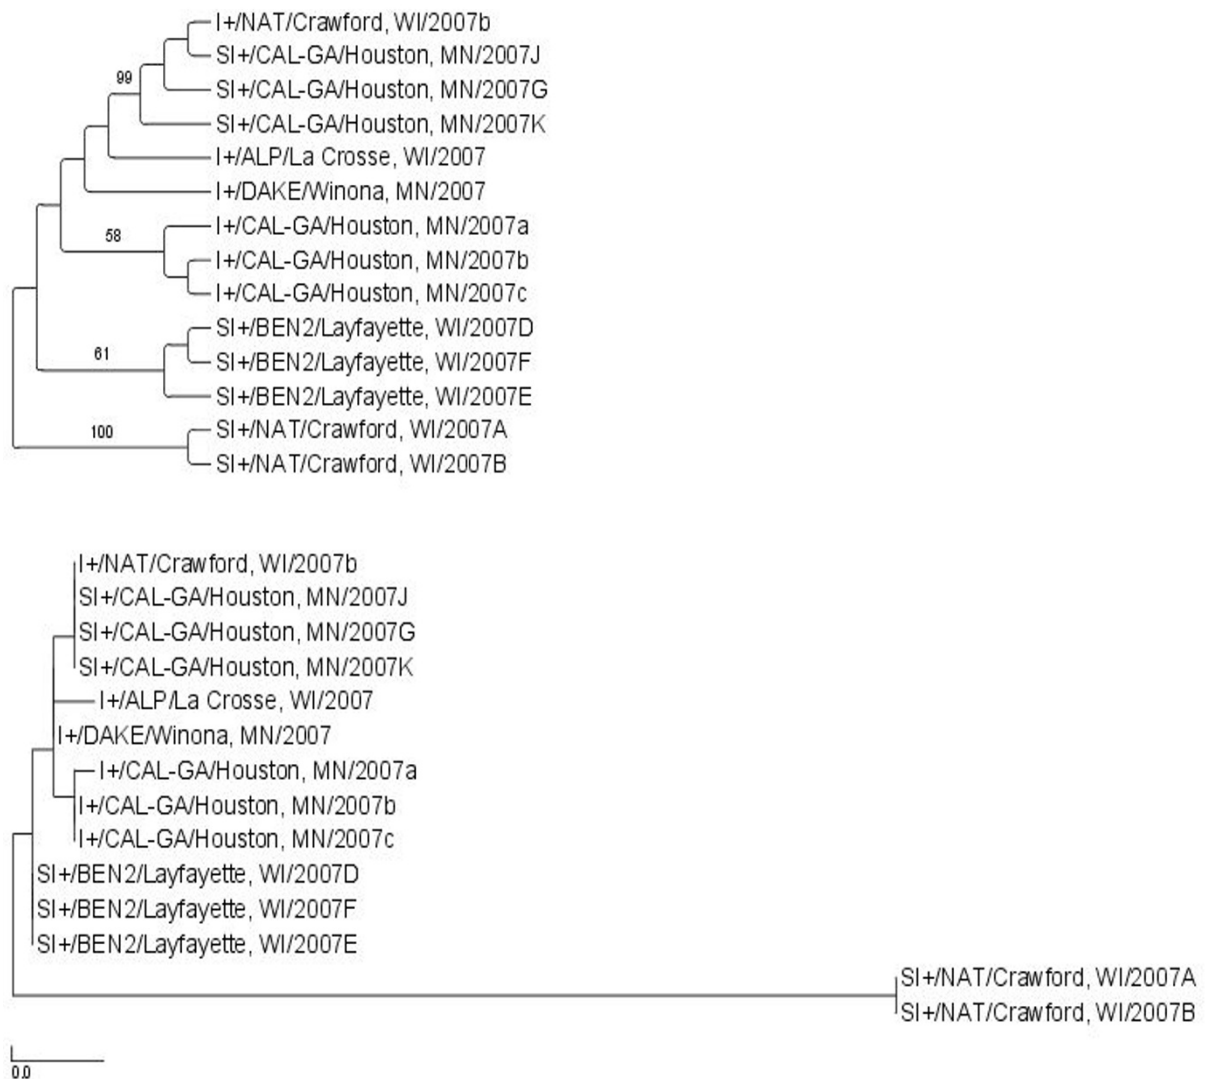 I+/NAT/Crawford, WI/2007b
SI+/CAL-GA/Houston, MN/2007J
99
SI+/CAL-GA/Houston, MN/2007G
SI+/CAL-GA/Houston, MN/2007K
I+/ALP/La Crosse, WI/2007
I+/DAKE/Winona, MN/2007
I+/CAL-GA/Houston, MN/2007a
58
I+/CAL-GA/Houston, MN/2007b
I+/CAL-GA/Houston, MN/2007c
SI+/BEN2/Layfayette, WI/2007D
61
SI+/BEN2/Layfayette, WI/2007F
SI+/BEN2/Layfayette, WI/2007E
100
SI+/NAT/Crawford, WI/2007A
SI+/NAT/Crawford, WI/2007B
I+/NAT/Crawford, WI/2007b
SI+/CAL-GA/Houston, MN/2007J
SI+/CAL-GA/Houston, MN/2007G
SI+/CAL-GA/Houston, MN/2007K
I+/ALP/La Crosse, WI/2007
I+/DAKE/Winona, MN/2007
I+/CAL-GA/Houston, MN/2007a
I+/CAL-GA/Houston, MN/2007b
I+/CAL-GA/Houston, MN/2007c
SI+/BEN2/Layfayette, WI/2007D
SI+/BEN2/Layfayette, WI/2007F
SI+/BEN2/Layfayette, WI/2007E
SI+/NAT/Crawford, WI/2007A
SI+/NAT/Crawford, WI/2007B
0.0